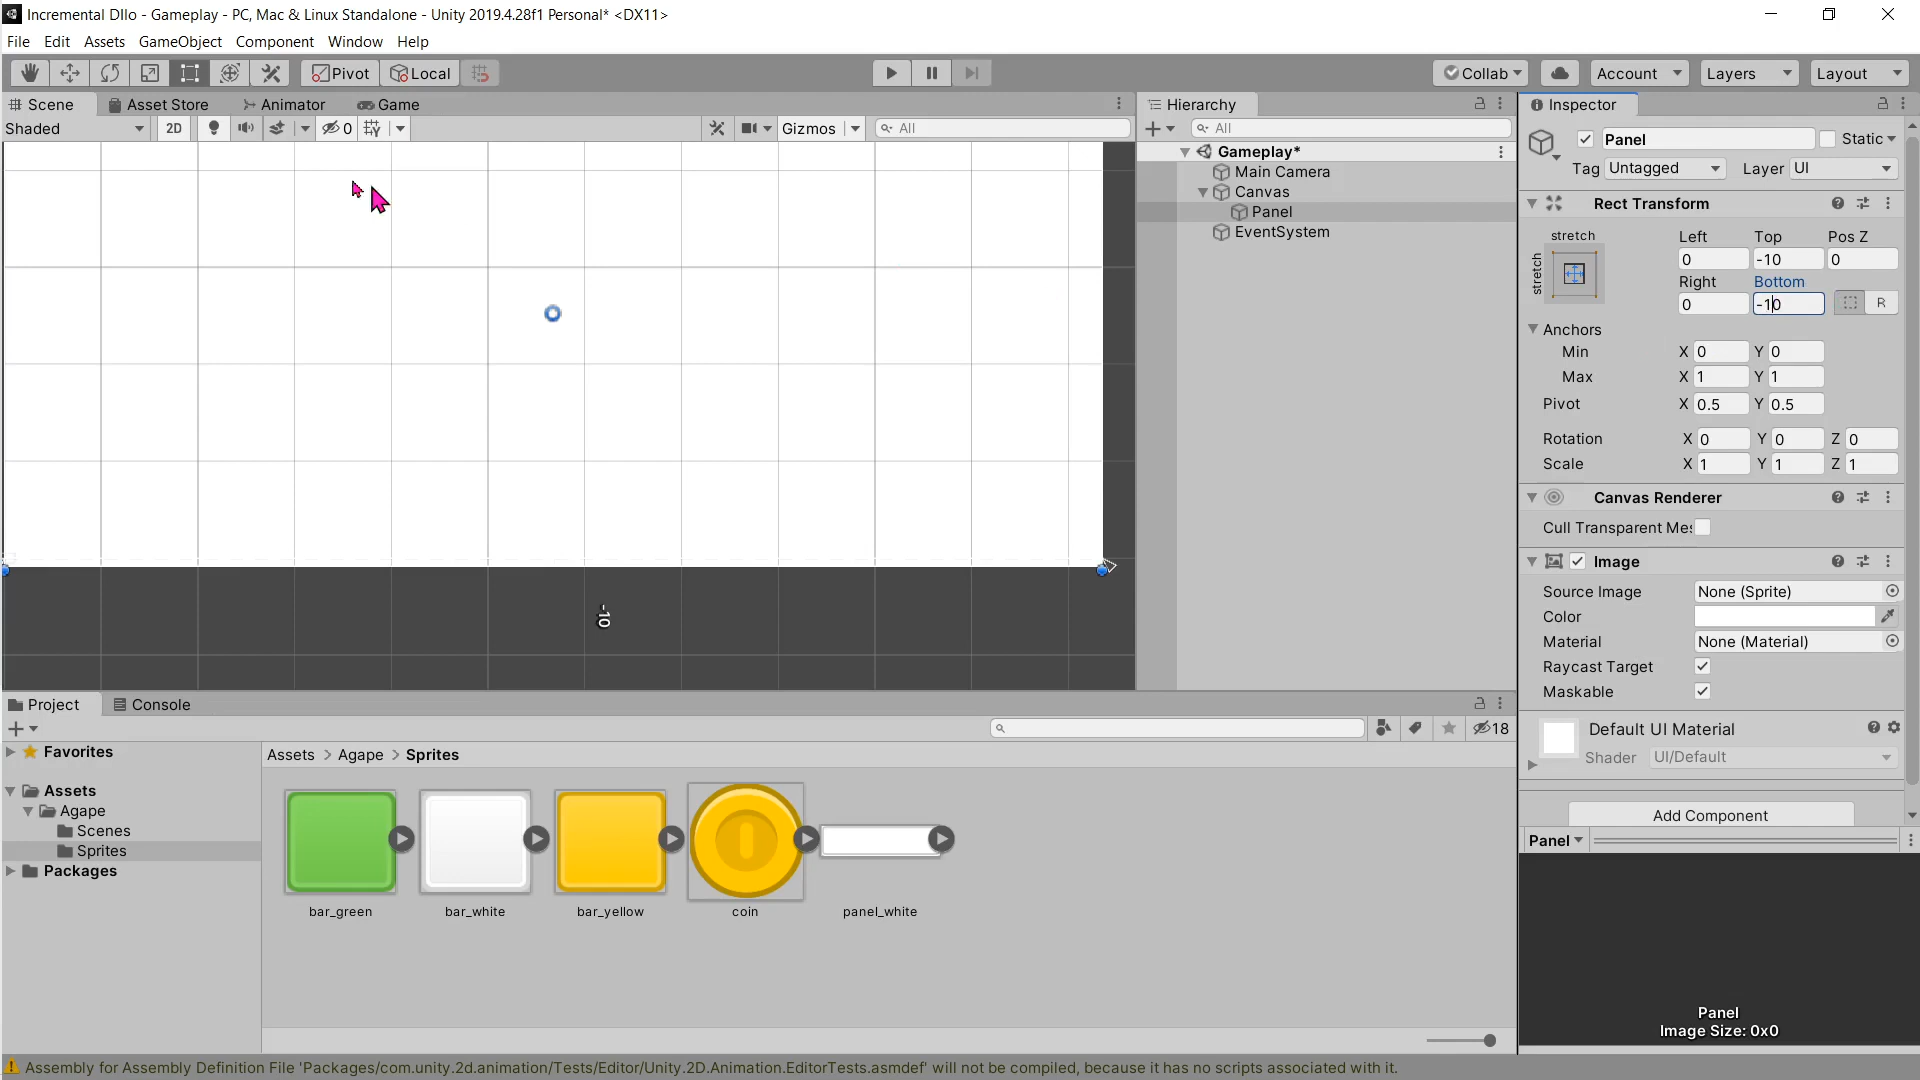 Incremental Dllo - Gameplay - PC, Mac & Linux Standalone - Unity 2019.4.28f1 Personal* <DX11>
File Edit Assets GameObject Component Window Help
Pivot Local Collab Account Layers Layout
Scene Asset Store Animator Game
Shaded 2D 0 Gizmos All
-10
Hierarchy
All
Gameplay*
Main Camera
Canvas
Panel
EventSystem
Inspector
Panel Static
Tag Untagged Layer UI
Rect Transform
stretch
stretch
Left Top Pos Z
0 -10 0
Right Bottom
0 -10 R
Anchors
Min X 0 Y 0
Max X 1 Y 1
Pivot X 0.5 Y 0.5
Rotation X 0 Y 0 Z 0
Scale X 1 Y 1 Z 1
Canvas Renderer
Cull Transparent Mes
Image
Source Image None (Sprite)
Color
Material None (Material)
Raycast Target
Maskable
Default UI Material
Shader UI/Default
Add Component
Panel
Panel
Image Size: 0x0
Project Console
18
Favorites
Assets
Agape
Scenes
Sprites
Packages
Assets > Agape > Sprites
bar_green bar_white bar_yellow coin panel_white
Assembly for Assembly Definition File 'Packages/com.unity.2d.animation/Tests/Editor/Unity.2D.Animation.EditorTests.asmdef' will not be compiled, because it has no scripts associated with it.